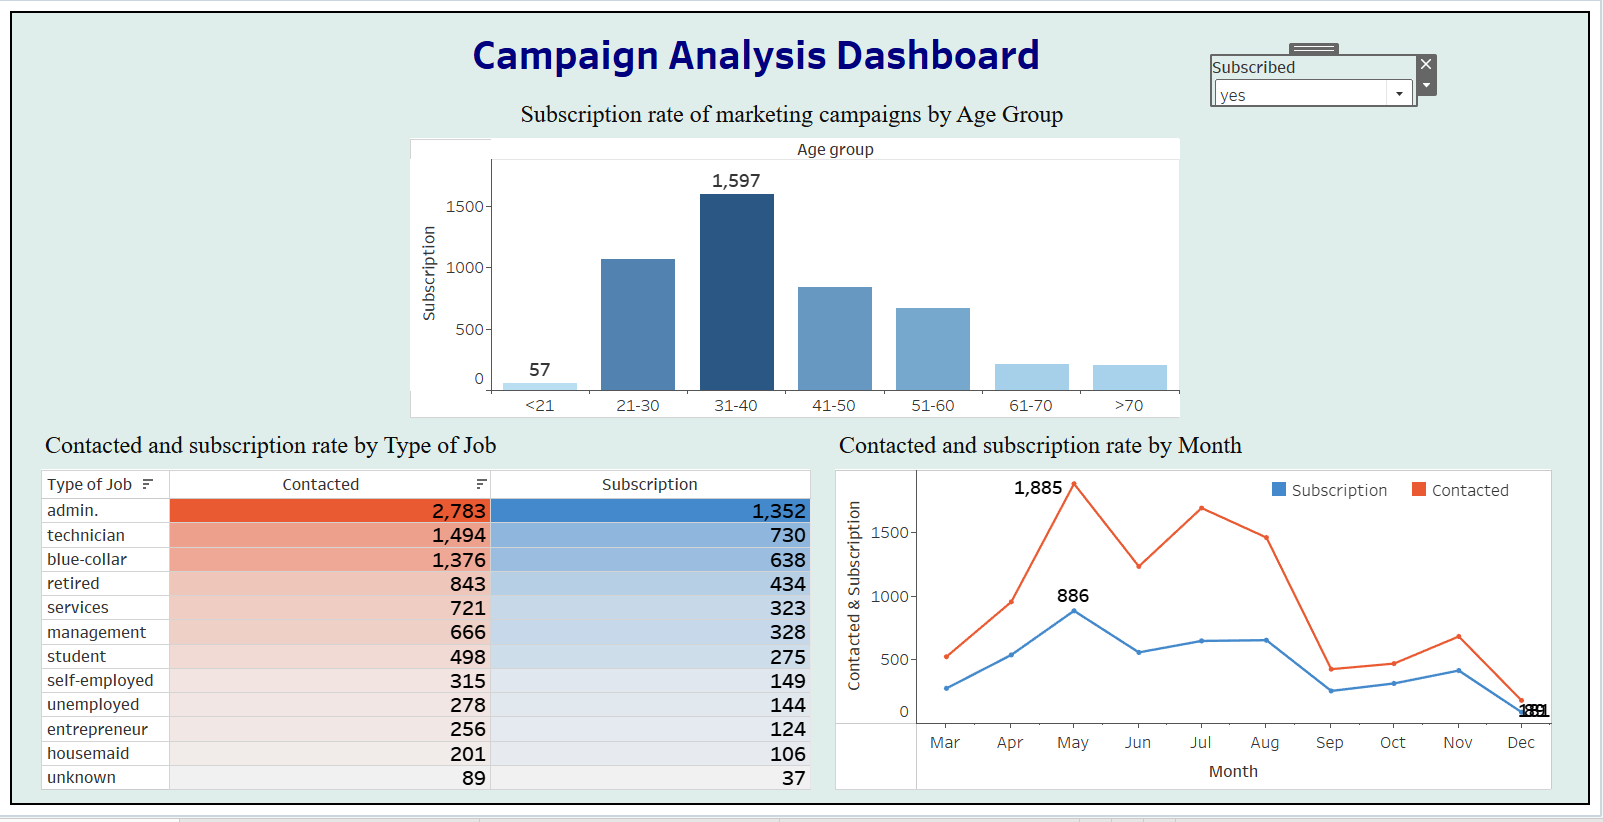 Campaign Analysis Dashboard
Subscribed
yes
Subscription rate of marketing campaigns by Age Group
Age group
Subscription
1500
1000
500
0
57
1,597
<21 21-30 31-40 41-50 51-60 61-70 >70
Contacted and subscription rate by Type of Job
Type of Job Contacted Subscription
admin. 2,783 1,352
technician 1,494 730
blue-collar 1,376 638
retired 843 434
services 721 323
management 666 328
student 498 275
self-employed 315 149
unemployed 278 144
entrepreneur 256 124
housemaid 201 106
unknown 89 37
Contacted and subscription rate by Month
Subscription Contacted
Contacted & Subscription
1500
1000
500
0
1,885
886
Mar Apr May Jun Jul Aug Sep Oct Nov Dec
Month